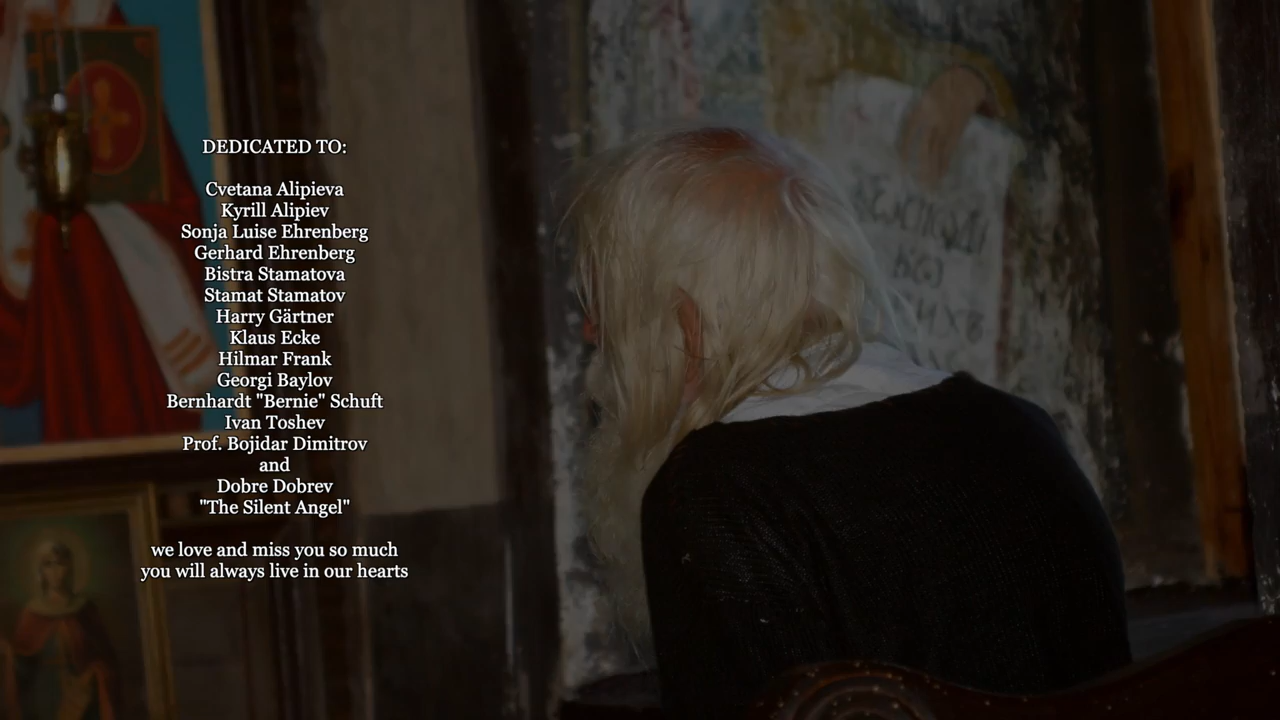 DEDICATED TO:
Cvetana Alipieva
Kyrill Alipiev
Sonja Luise Ehrenberg
Gerhard Ehrenberg
Bistra Stamatova
Stamat Stamatov
Harry Gärtner
Klaus Ecke
Hilmar Frank
Georgi Baylov
Bernhardt "Bernie" Schuft
Ivan Toshev
Prof. Bojidar Dimitrov
and
Dobre Dobrev
"The Silent Angel"
we love and miss you so much
you will always live in our hearts